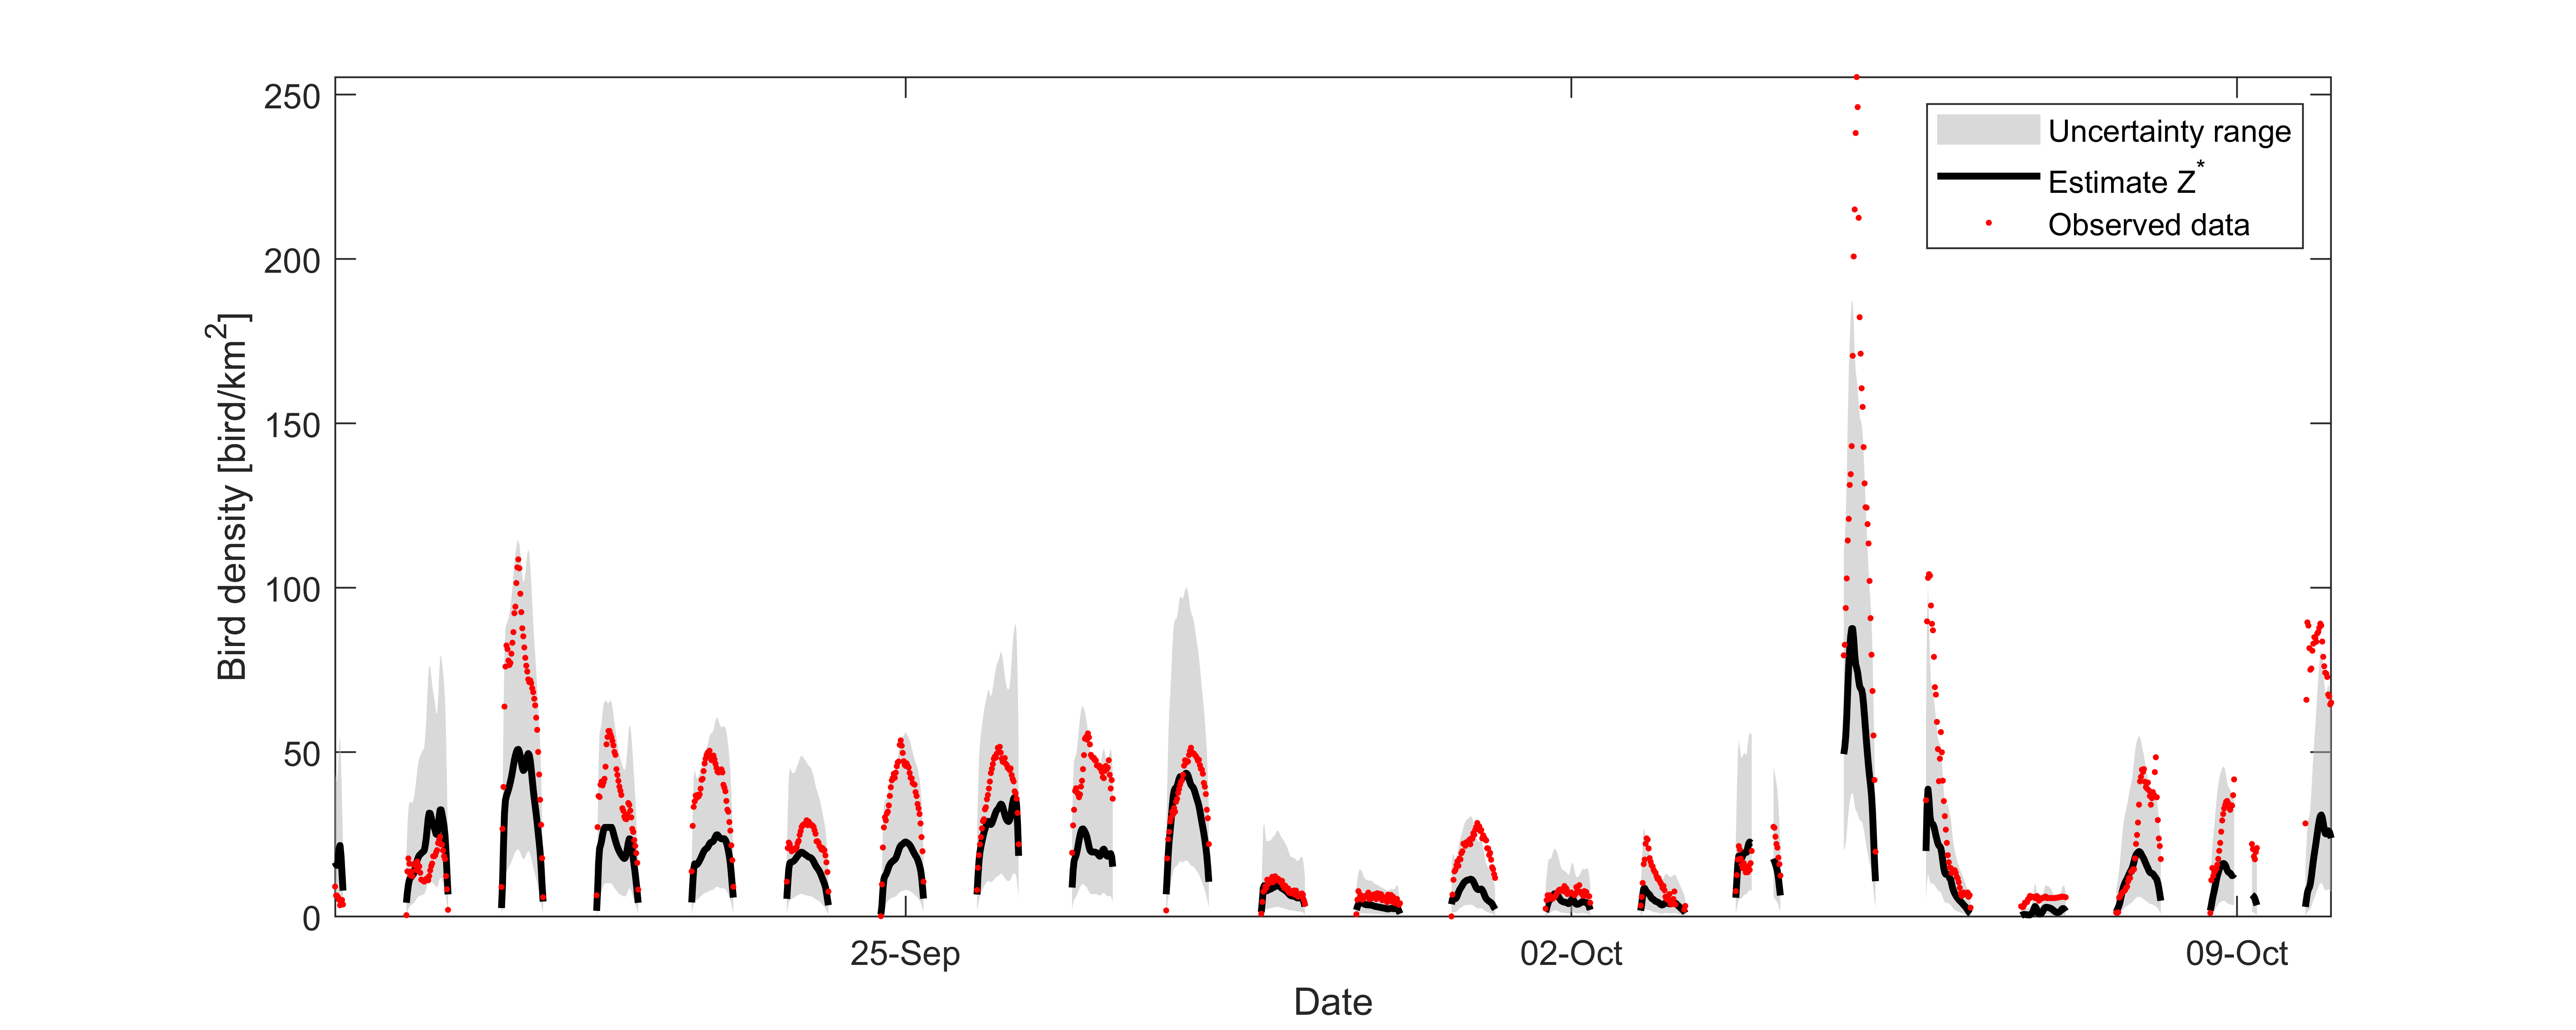 250
200
150
100
50
0
Bird density [bird/km²]
Uncertainty range
Estimate Z*
Observed data
25-Sep
02-Oct
09-Oct
Date